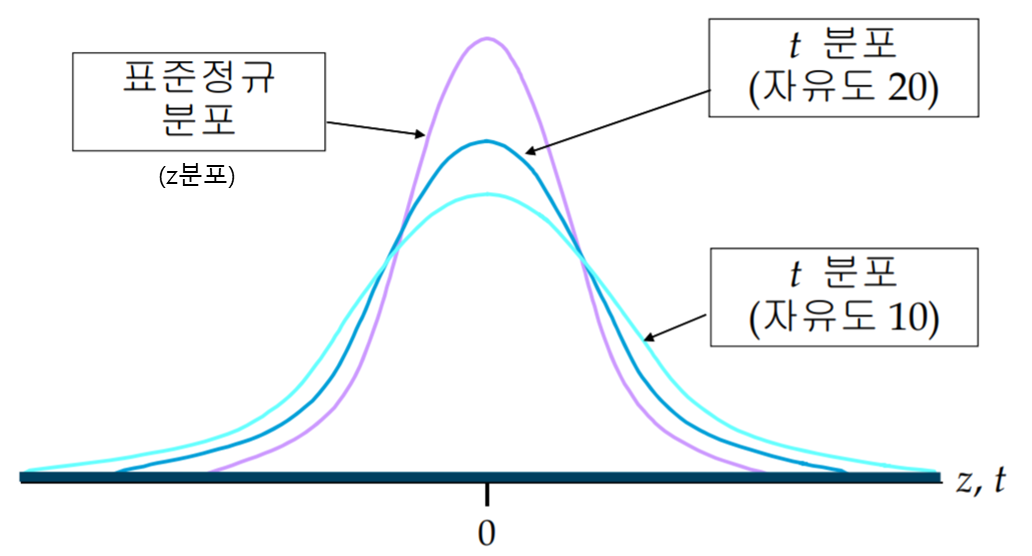 표준정규
분포
(z분포)
t 분포
(자유도 20)
t 분포
(자유도 10)
z, t
0